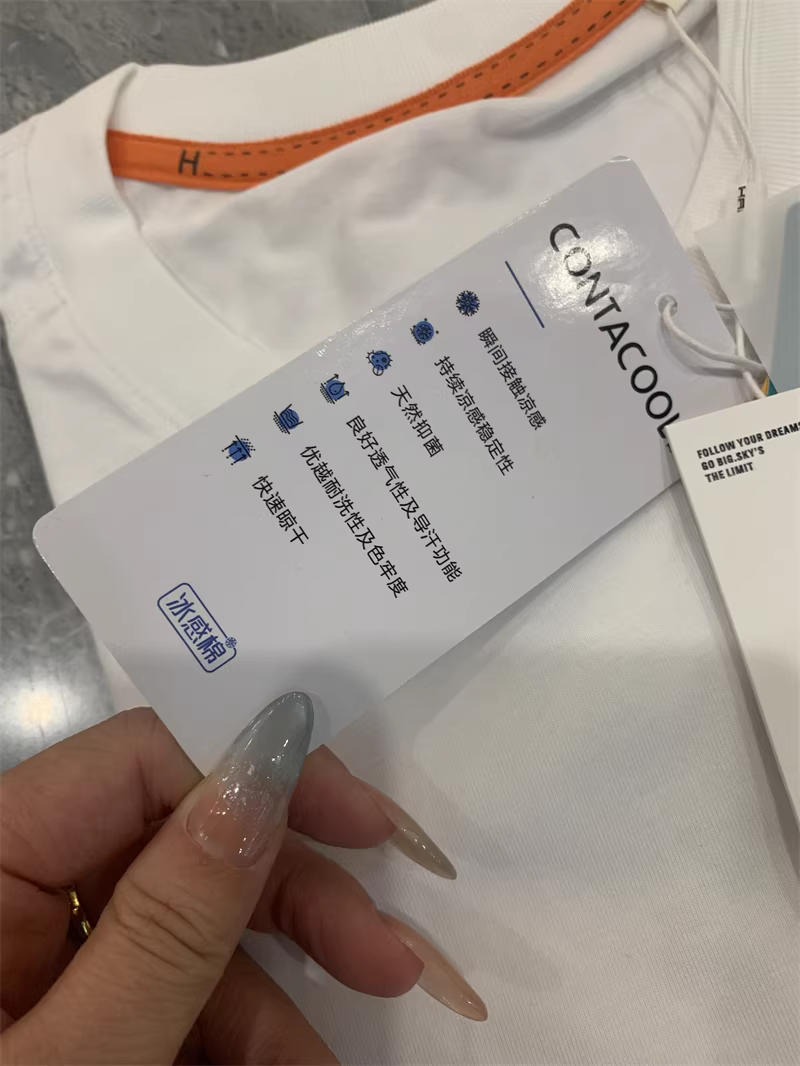 H
CONTACOOL
瞬间接触凉感
持续凉感稳定性
天然抑菌
良好透气性及导汗功能
优越耐洗性及色牢度
快速晾干
冰感棉
FOLLOW YOUR DREAMS
GO BIG.SKY'S
THE LIMIT